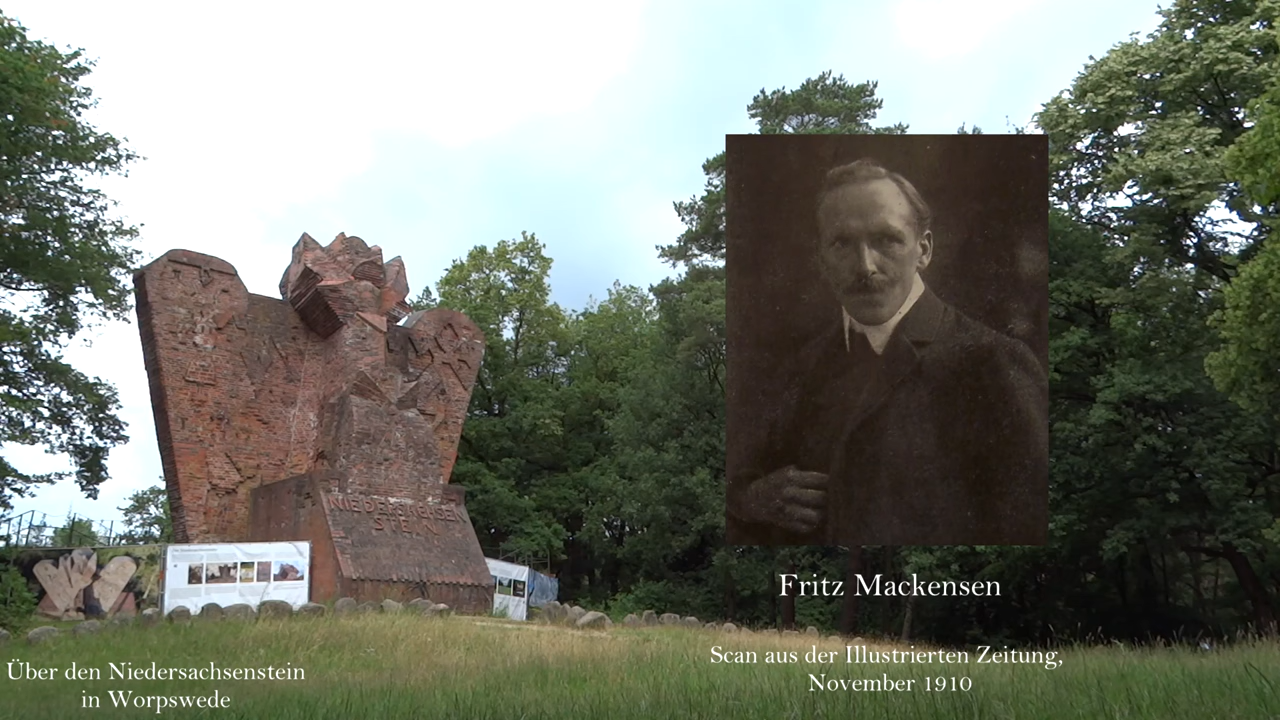 NIEDERSACHSEN
STEIN
Fritz Mackensen
Über den Niedersachsenstein
in Worpswede
Scan aus der Illustrierten Zeitung,
November 1910